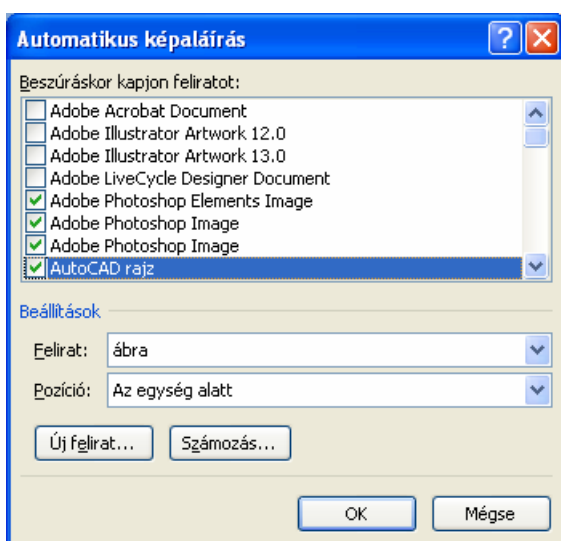 Automatikus képaláírás
Beszúráskor kapjon feliratot:
Adobe Acrobat Document
Adobe Illustrator Artwork 12.0
Adobe Illustrator Artwork 13.0
Adobe LiveCycle Designer Document
Adobe Photoshop Elements Image
Adobe Photoshop Image
Adobe Photoshop Image
AutoCAD rajz
Beállítások
Felirat: ábra
Pozíció: Az egység alatt
Új felirat... Számozás...
OK Mégse